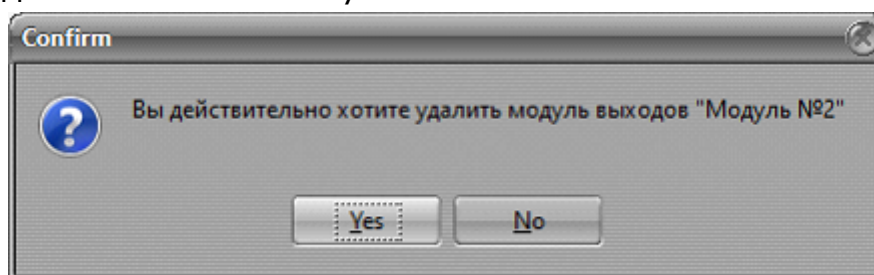 Confirm
Вы действительно хотите удалить модуль выходов "Модуль №2"
Yes
No